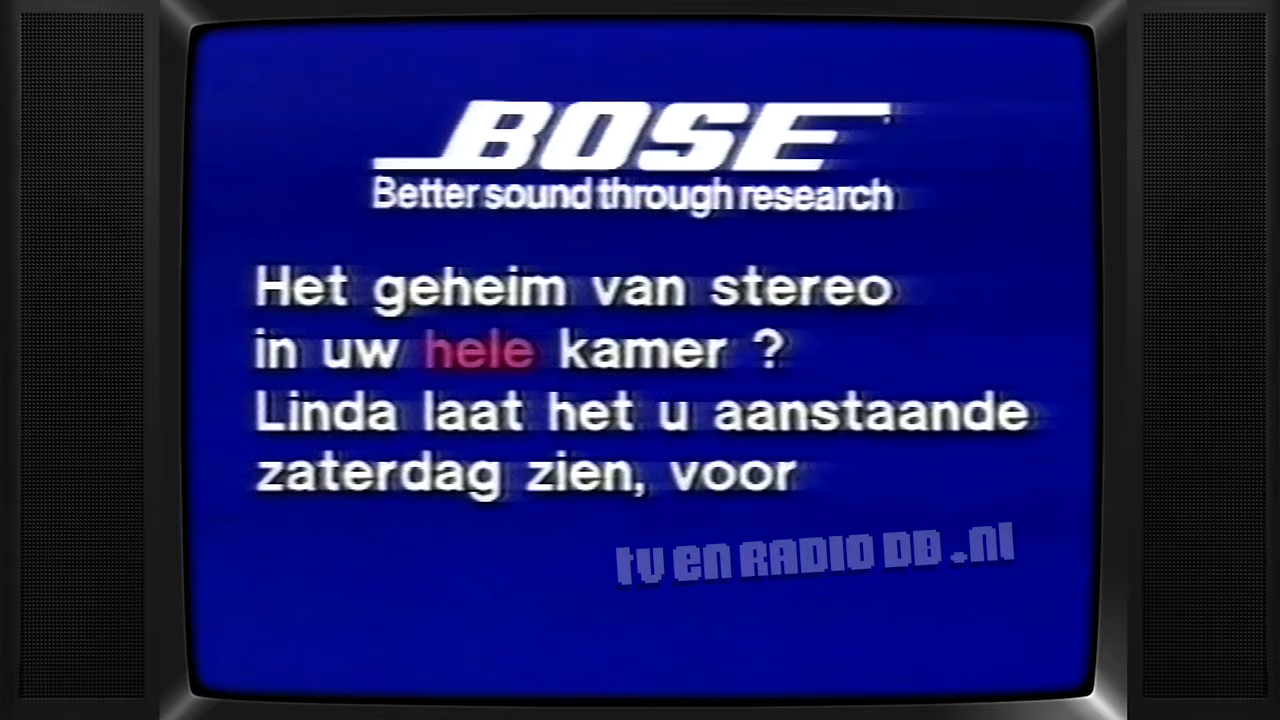 BOSE
Better sound through research
Het geheim van stereo
in uw hele kamer ?
Linda laat het u aanstaande
zaterdag zien, voor
tv en RADIO DB .nl